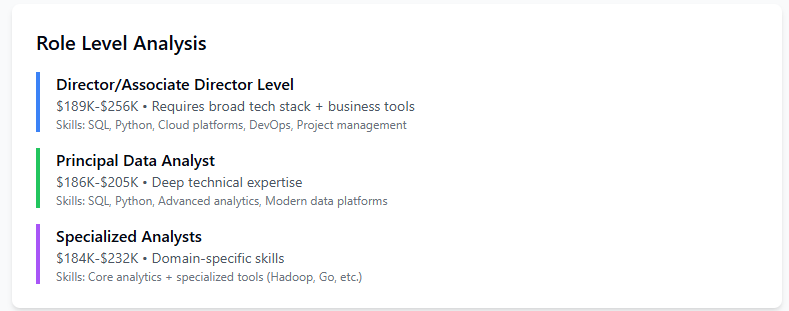 Role Level Analysis
Director/Associate Director Level
$189K-$256K • Requires broad tech stack + business tools
Skills: SQL, Python, Cloud platforms, DevOps, Project management
Principal Data Analyst
$186K-$205K • Deep technical expertise
Skills: SQL, Python, Advanced analytics, Modern data platforms
Specialized Analysts
$184K-$232K • Domain-specific skills
Skills: Core analytics + specialized tools (Hadoop, Go, etc.)